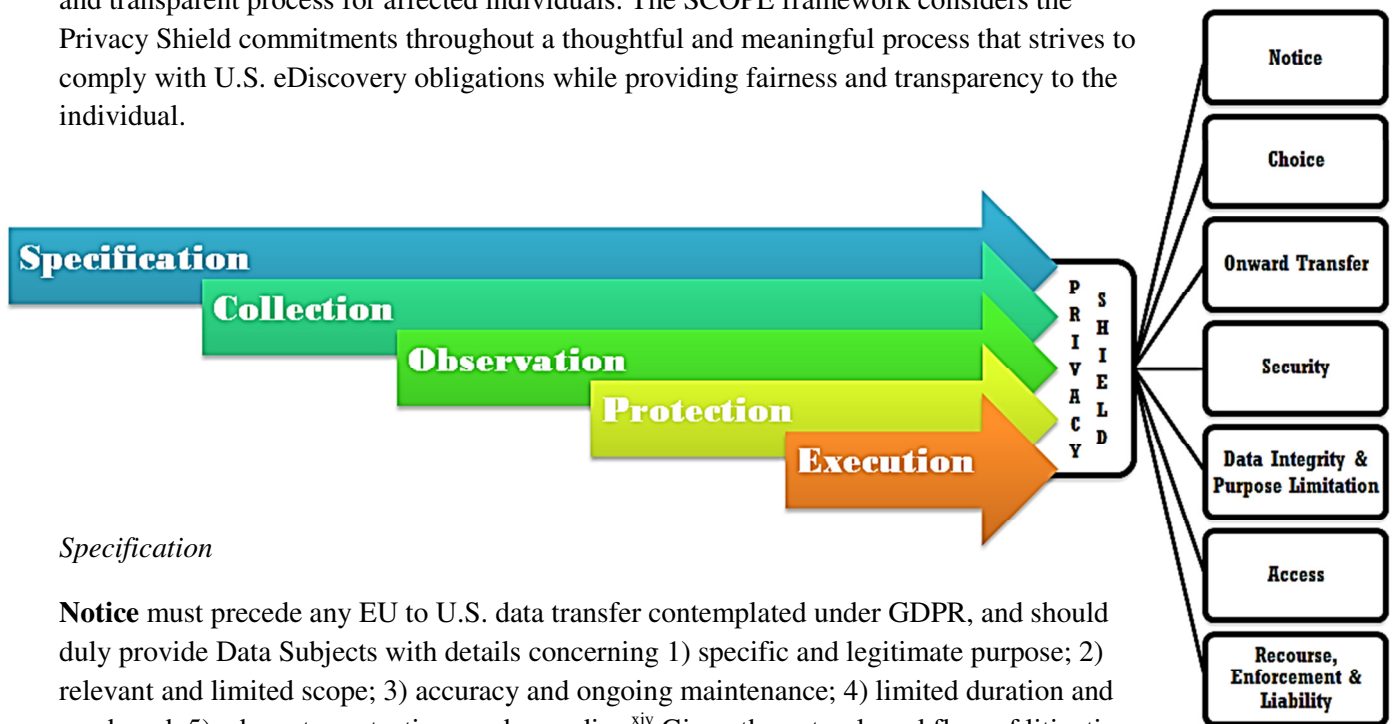 and transparent process for affected individuals. The SCOPE framework considers the
Privacy Shield commitments throughout a thoughtful and meaningful process that strives to
comply with U.S. eDiscovery obligations while providing fairness and transparency to the
individual.
Specification
Collection
Observation
Protection
Execution
PRIVACY
SHIELD
Notice
Choice
Onward Transfer
Security
Data Integrity &
Purpose Limitation
Access
Recourse,
Enforcement &
Liability
Specification
Notice must precede any EU to U.S. data transfer contemplated under GDPR, and should
duly provide Data Subjects with details concerning 1) specific and legitimate purpose; 2)
relevant and limited scope; 3) accuracy and ongoing maintenance; 4) limited duration and
xiv